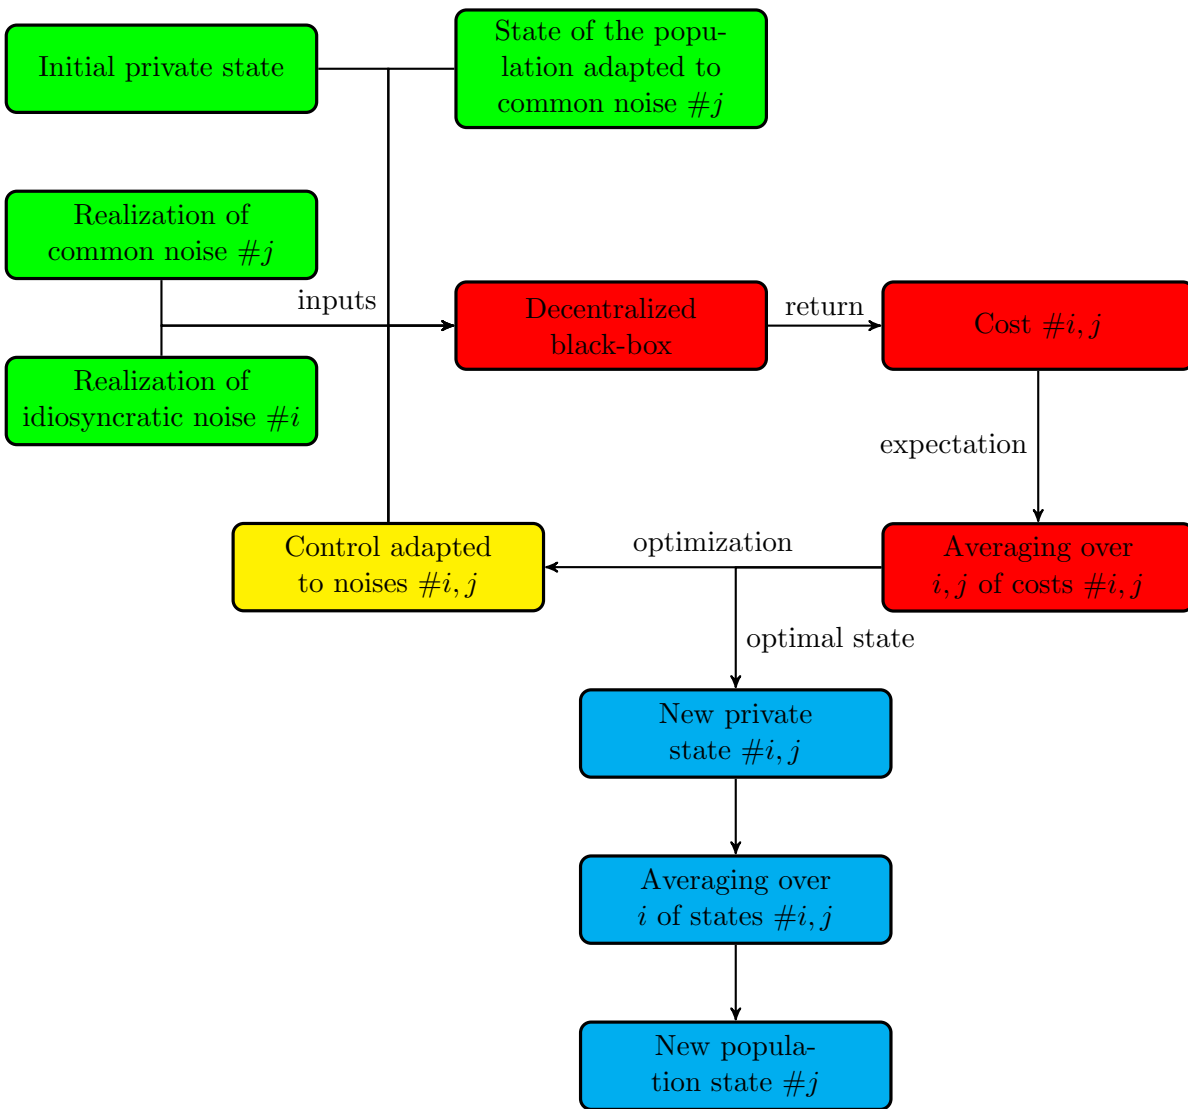 Initial private state
State of the popu-
lation adapted to
common noise #j
Realization of
common noise #j
inputs
Decentralized
black-box
return
Cost #i, j
Realization of
idiosyncratic noise #i
expectation
Control adapted
to noises #i, j
optimization
Averaging over
i, j of costs #i, j
optimal state
New private
state #i, j
Averaging over
i of states #i, j
New popula-
tion state #j